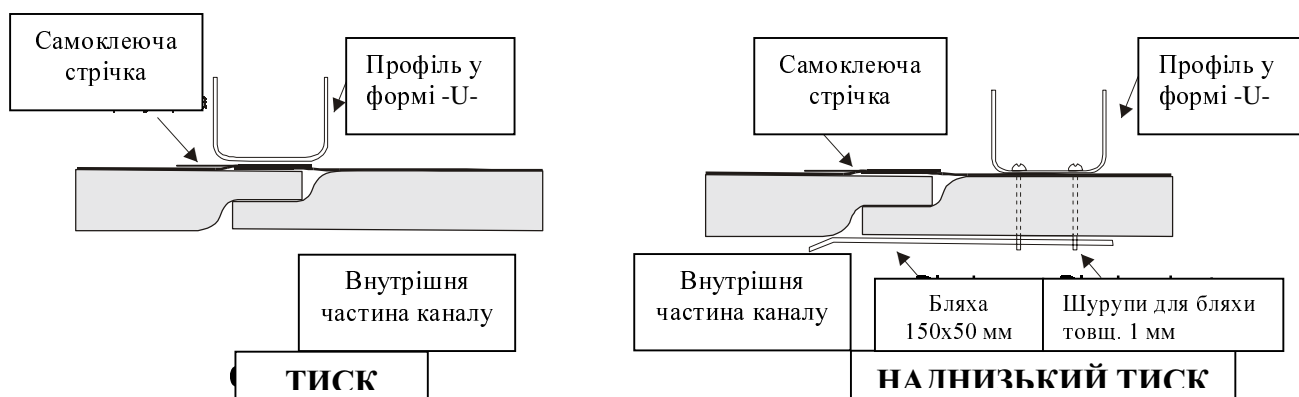 Самоклеюча
стрічка
Профіль у
формі -U-
Внутрішня
частина каналу
ТИСК
Самоклеюча
стрічка
Профіль у
формі -U-
Внутрішня
частина каналу
Бляха
150х50 мм
Шурупи для бляхи
товщ. 1 мм
НАДНИЗЬКИЙ ТИСК